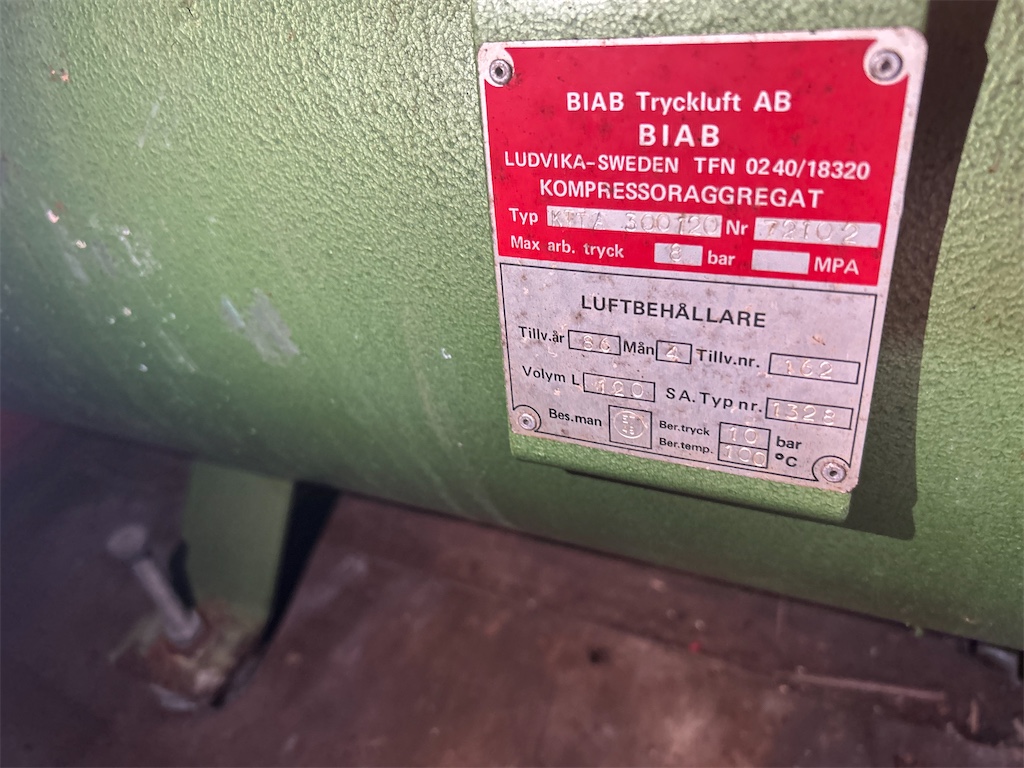 BIAB Tryckluft AB
BIAB
LUDVIKA-SWEDEN TFN 0240/18320
KOMPRESSORAGGREGAT
Typ 300120 Nr 72102
Max arb. tryck 8 bar MPA
LUFTBEHÅLLARE
Tillv.år Mån 4 Tillv.nr. 162
Volym L 120 S.A. Typ nr. 1328
Bes.man Ber.tryck 10 bar
Ber.temp. 100 °C